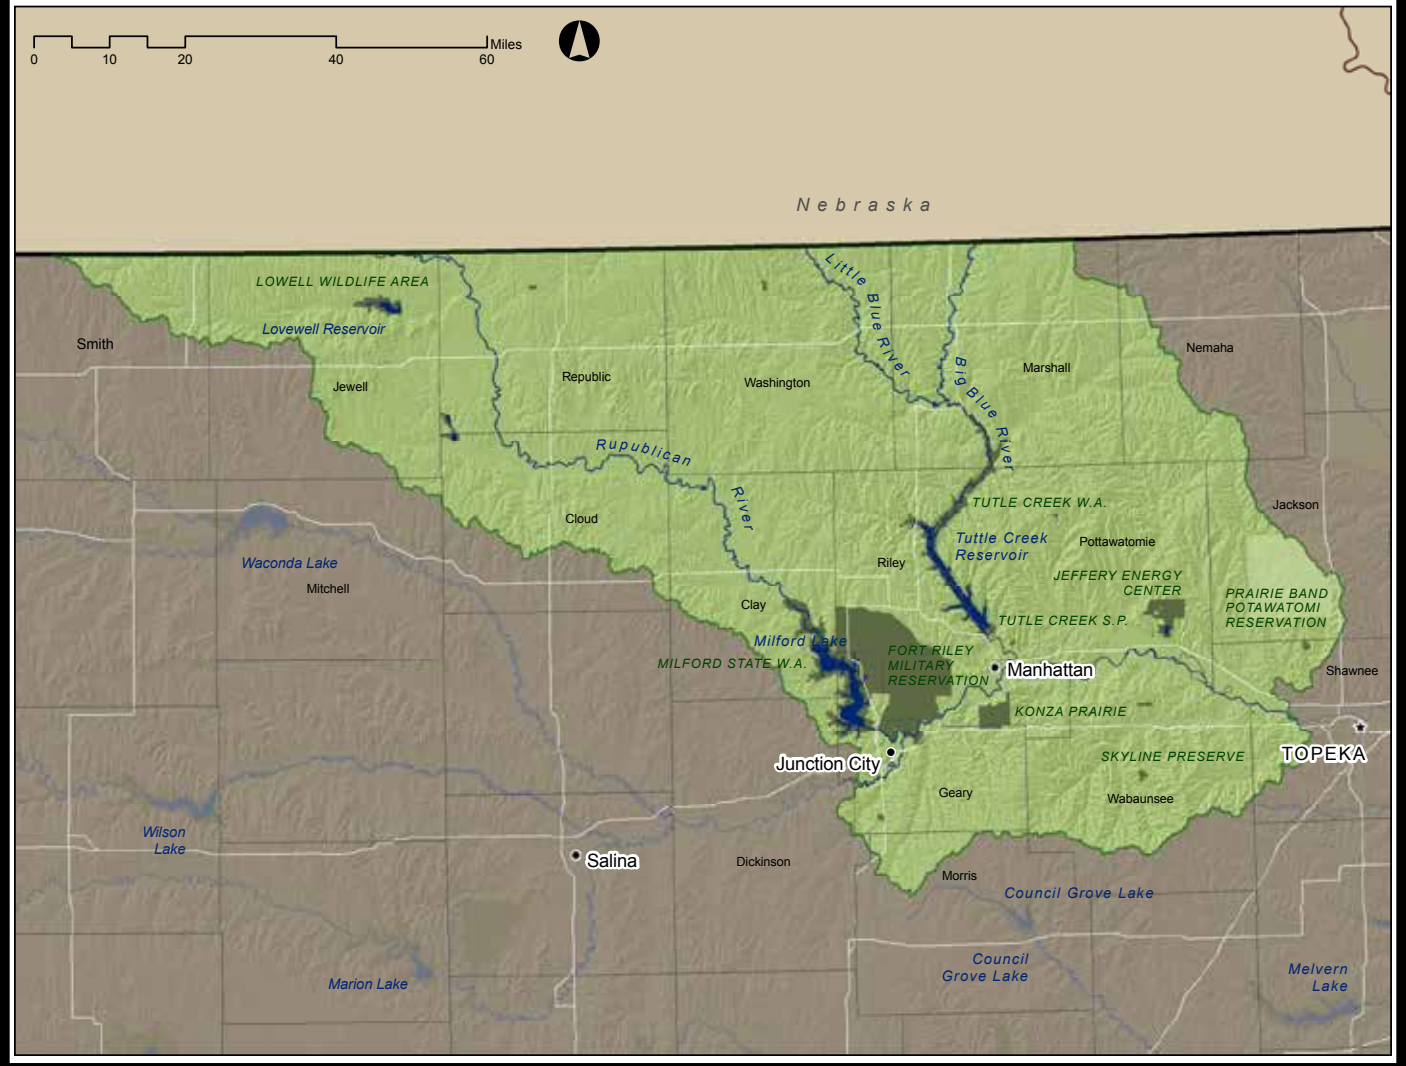 Miles
0 10 20 40 60
Nebraska
Little Blue River
LOWELL WILDLIFE AREA
Lovewell Reservoir
Smith
Nemaha
Big Blue River
Marshall
Republic
Washington
Jewell
Rupublican
River
TUTLE CREEK W.A.
Jackson
Cloud
Tuttle Creek
Reservoir
Pottawatomie
Waconda Lake
Riley
Mitchell
JEFFERY ENERGY
CENTER
PRAIRIE BAND
POTAWATOMI
RESERVATION
Clay
TUTLE CREEK S.P.
Milford Lake
MILFORD STATE W.A.
FORT RILEY
MILITARY
RESERVATION
Manhattan
Shawnee
KONZA PRAIRIE
Junction City
SKYLINE PRESERVE
TOPEKA
Geary
Wabaunsee
Wilson
Lake
Salina
Dickinson
Morris
Council Grove Lake
Council
Grove Lake
Marion Lake
Melvern
Lake